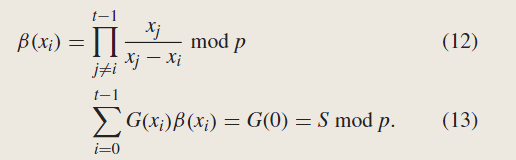 β(x_i) = ∏_{j≠i}^{t−1} x_j / (x_j − x_i) mod p (12)
∑_{i=0}^{t−1} G(x_i)β(x_i) = G(0) = S mod p. (13)